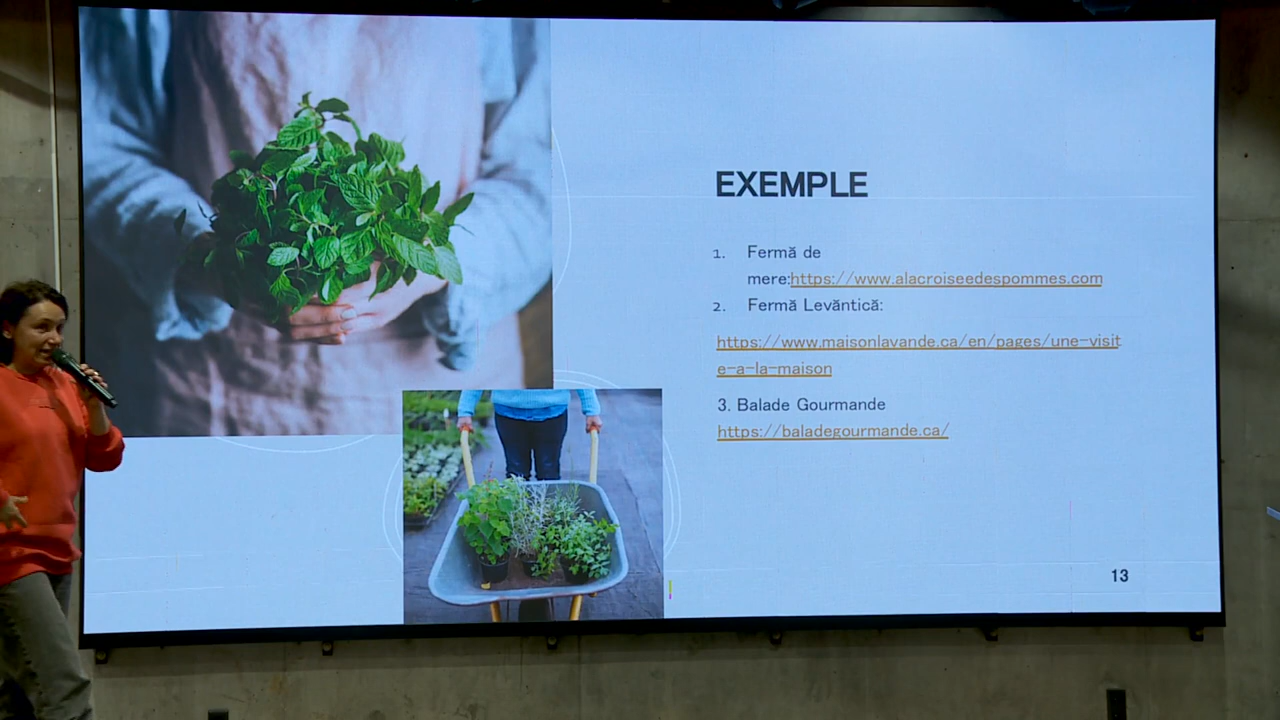 EXEMPLE
1. Fermă de
mere:https://www.alacroiseedespommes.com
2. Fermă Levăntică:
https://www.maisonlavande.ca/en/pages/une-visit
e-a-la-maison
3. Balade Gourmande
https://baladegourmande.ca/
13